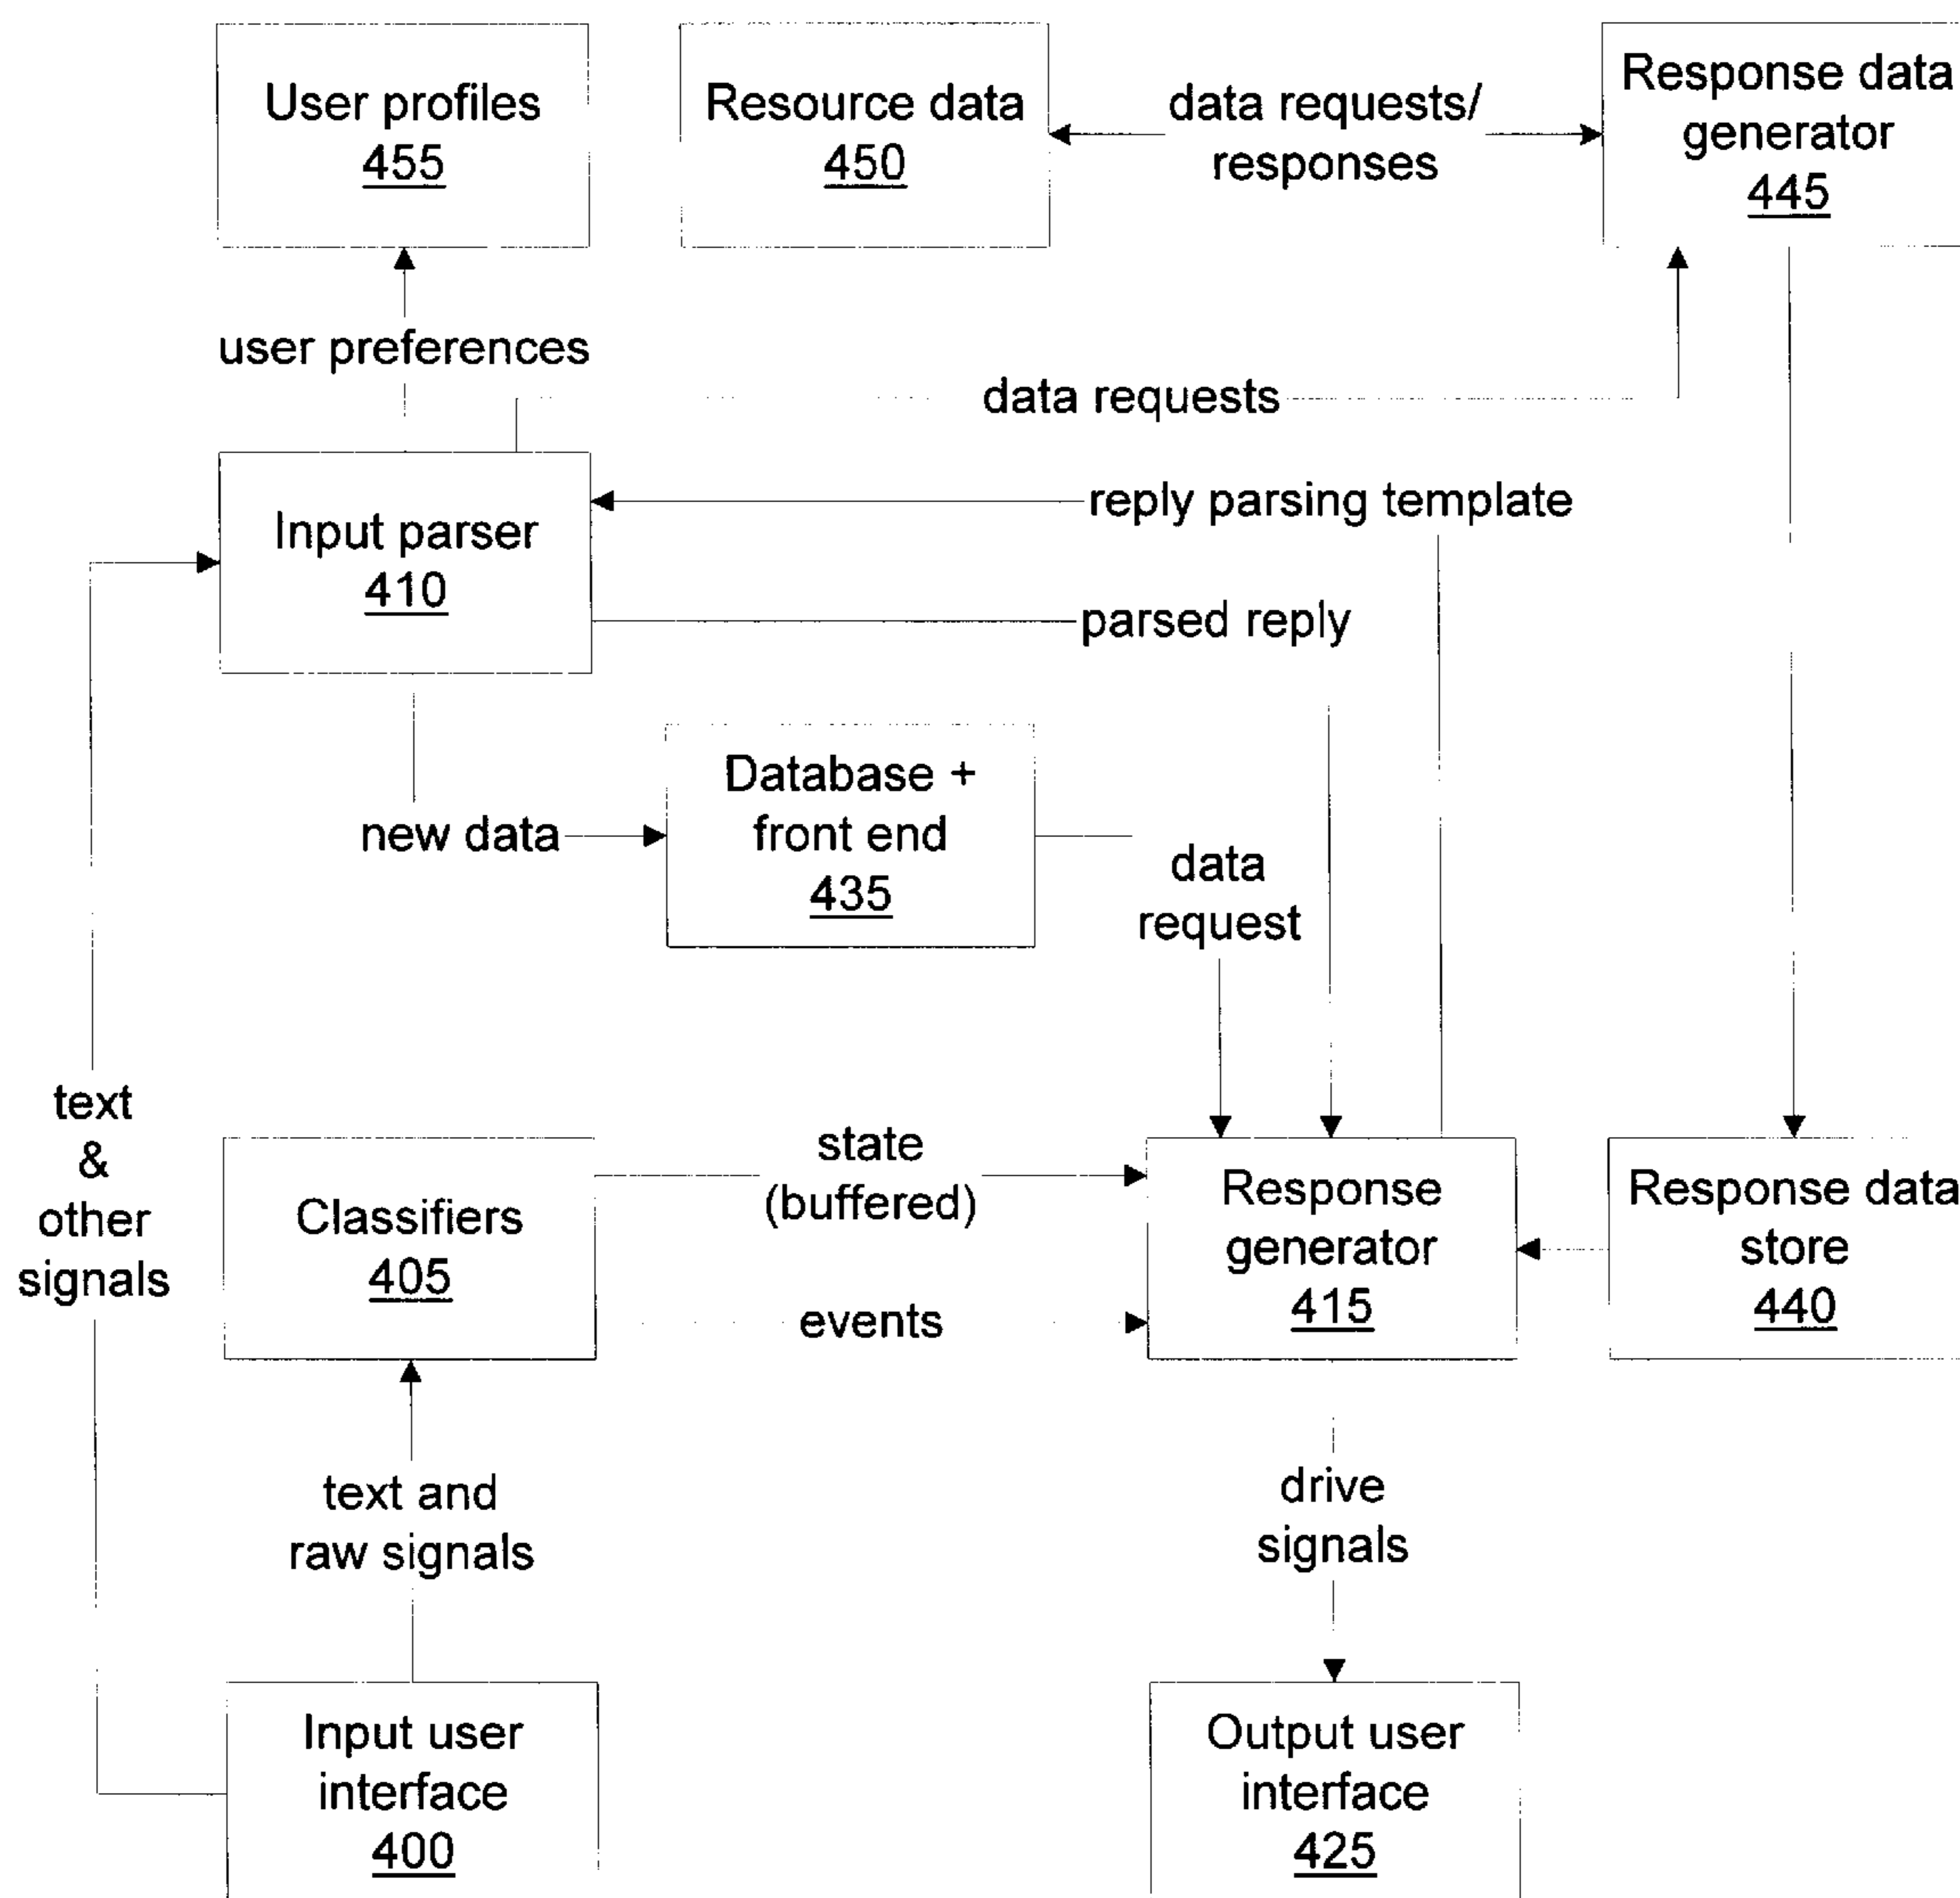 User profiles
455
Resource data
450
data requests/
responses
Response data
generator
445
user preferences
data requests
Input parser
410
reply parsing template
parsed reply
new data
Database +
front end
435
data
request
text
&
other
signals
Classifiers
405
state
(buffered)
events
Response
generator
415
Response data
store
440
text and
raw signals
drive
signals
Input user
interface
400
Output user
interface
425